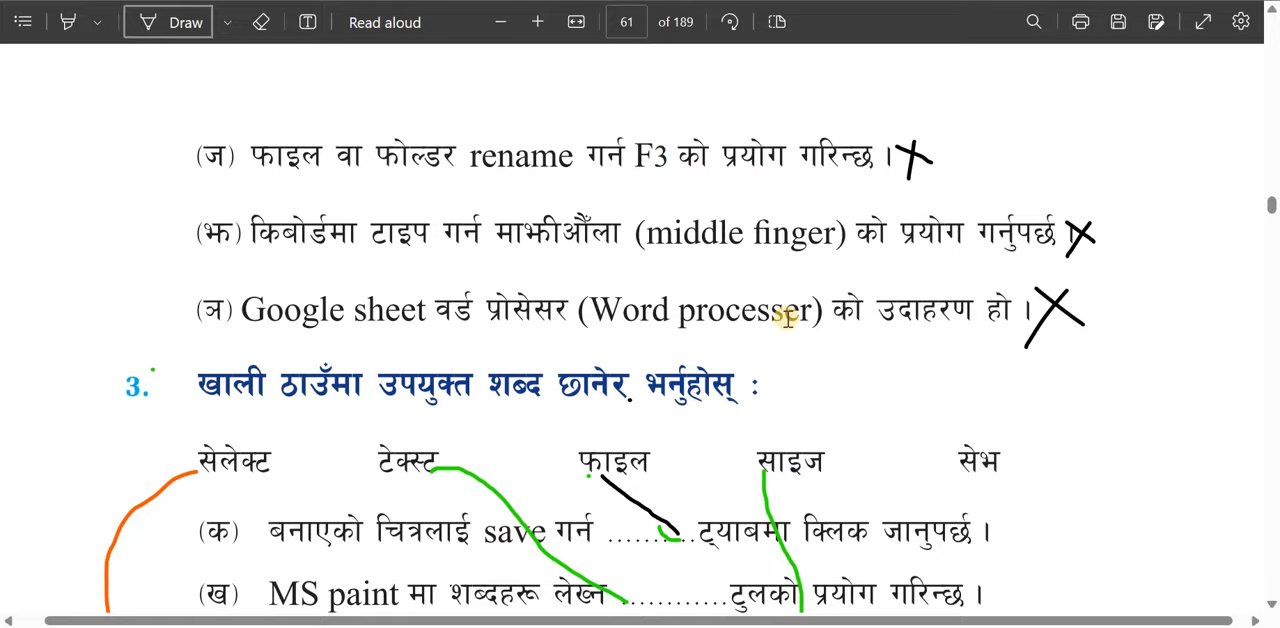 Draw
Read aloud
61 of 189
(ज) फाइल वा फोल्डर rename गर्न F3 को प्रयोग गरिन्छ ।
(झ) किबोर्डमा टाइप गर्न माझीऔँला (middle finger) को प्रयोग गर्नुपर्छ ।
(ञ) Google sheet वर्ड प्रोसेसर (Word processer) को उदाहरण हो ।
3. खाली ठाउँमा उपयुक्त शब्द छानेर भर्नुहोस् :
सेलेक्ट टेक्स्ट फाइल साइज सेभ
(क) बनाएको चित्रलाई save गर्न .......... ट्याबमा क्लिक जानुपर्छ ।
(ख) MS paint मा शब्दहरू लेख्न ............ टुलको प्रयोग गरिन्छ ।